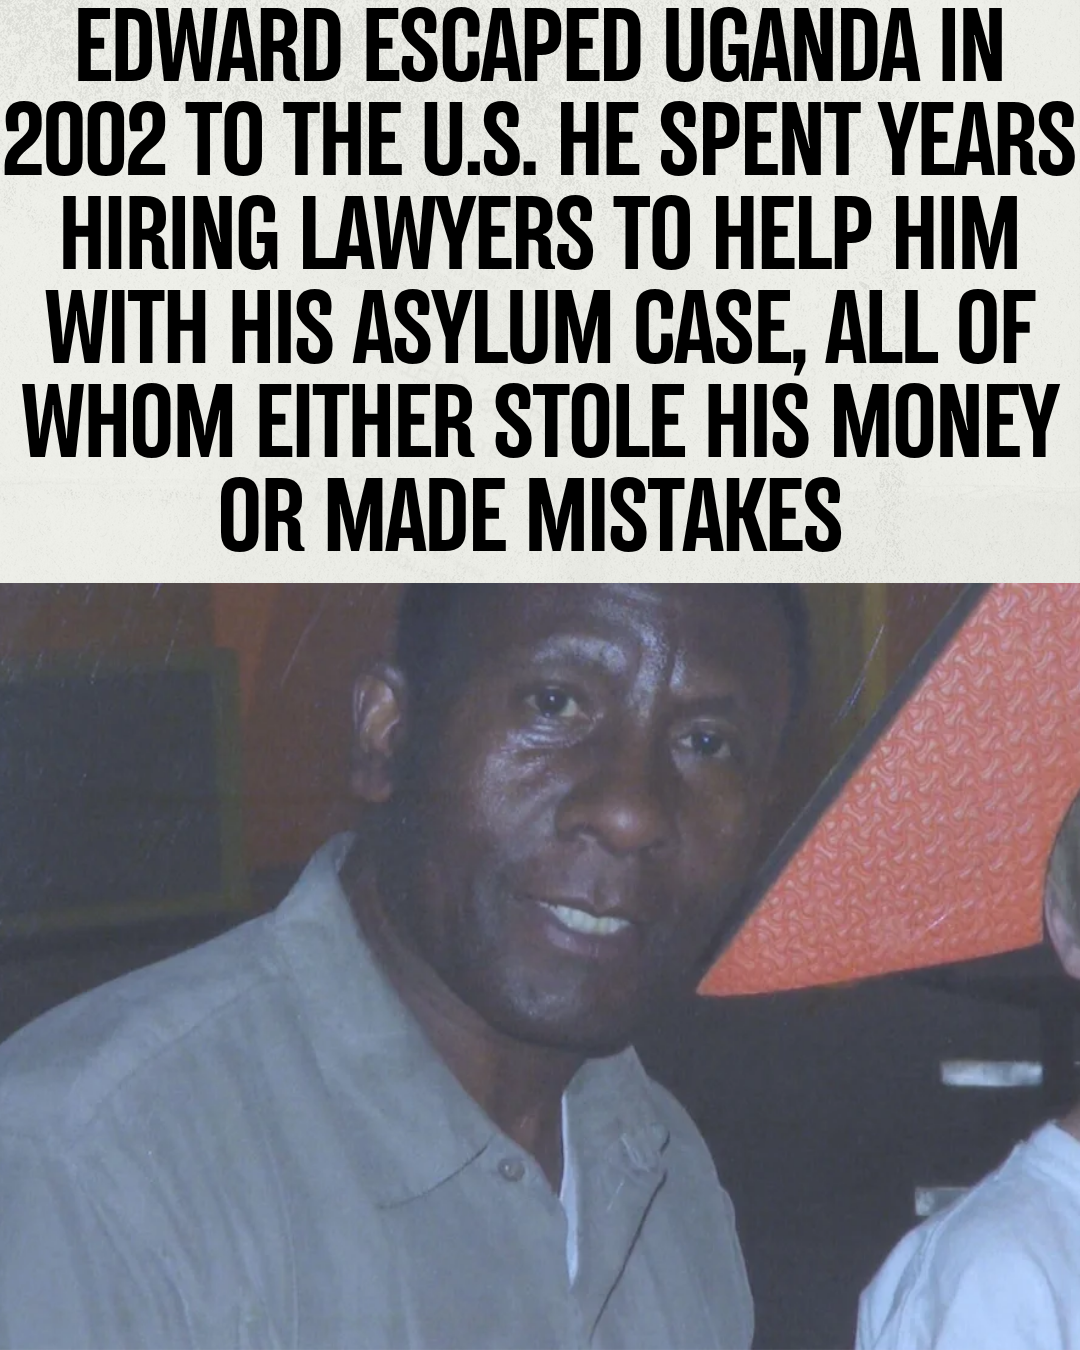 EDWARD ESCAPED UGANDA IN
2002 TO THE U.S. HE SPENT YEARS
HIRING LAWYERS TO HELP HIM
WITH HIS ASYLUM CASE, ALL OF
WHOM EITHER STOLE HIS MONEY
OR MADE MISTAKES